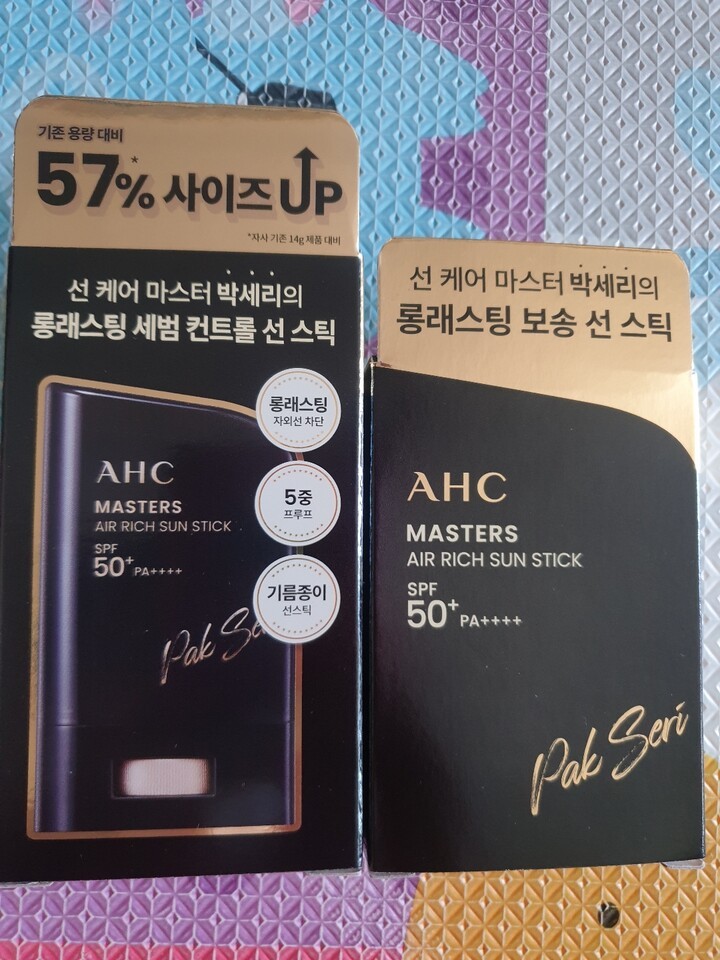 기존 용량 대비
57%* 사이즈 UP
*자사 기존 14g 제품 대비
선 케어 마스터 박세리의
롱래스팅 세범 컨트롤 선 스틱
롱래스팅
자외선 차단
5중
프루프
기름종이
선스틱
AHC
MASTERS
AIR RICH SUN STICK
SPF
50+ PA++++
Pak Se
선 케어 마스터 박세리의
롱래스팅 보송 선 스틱
AHC
MASTERS
AIR RICH SUN STICK
SPF
50+ PA++++
Pak Seri